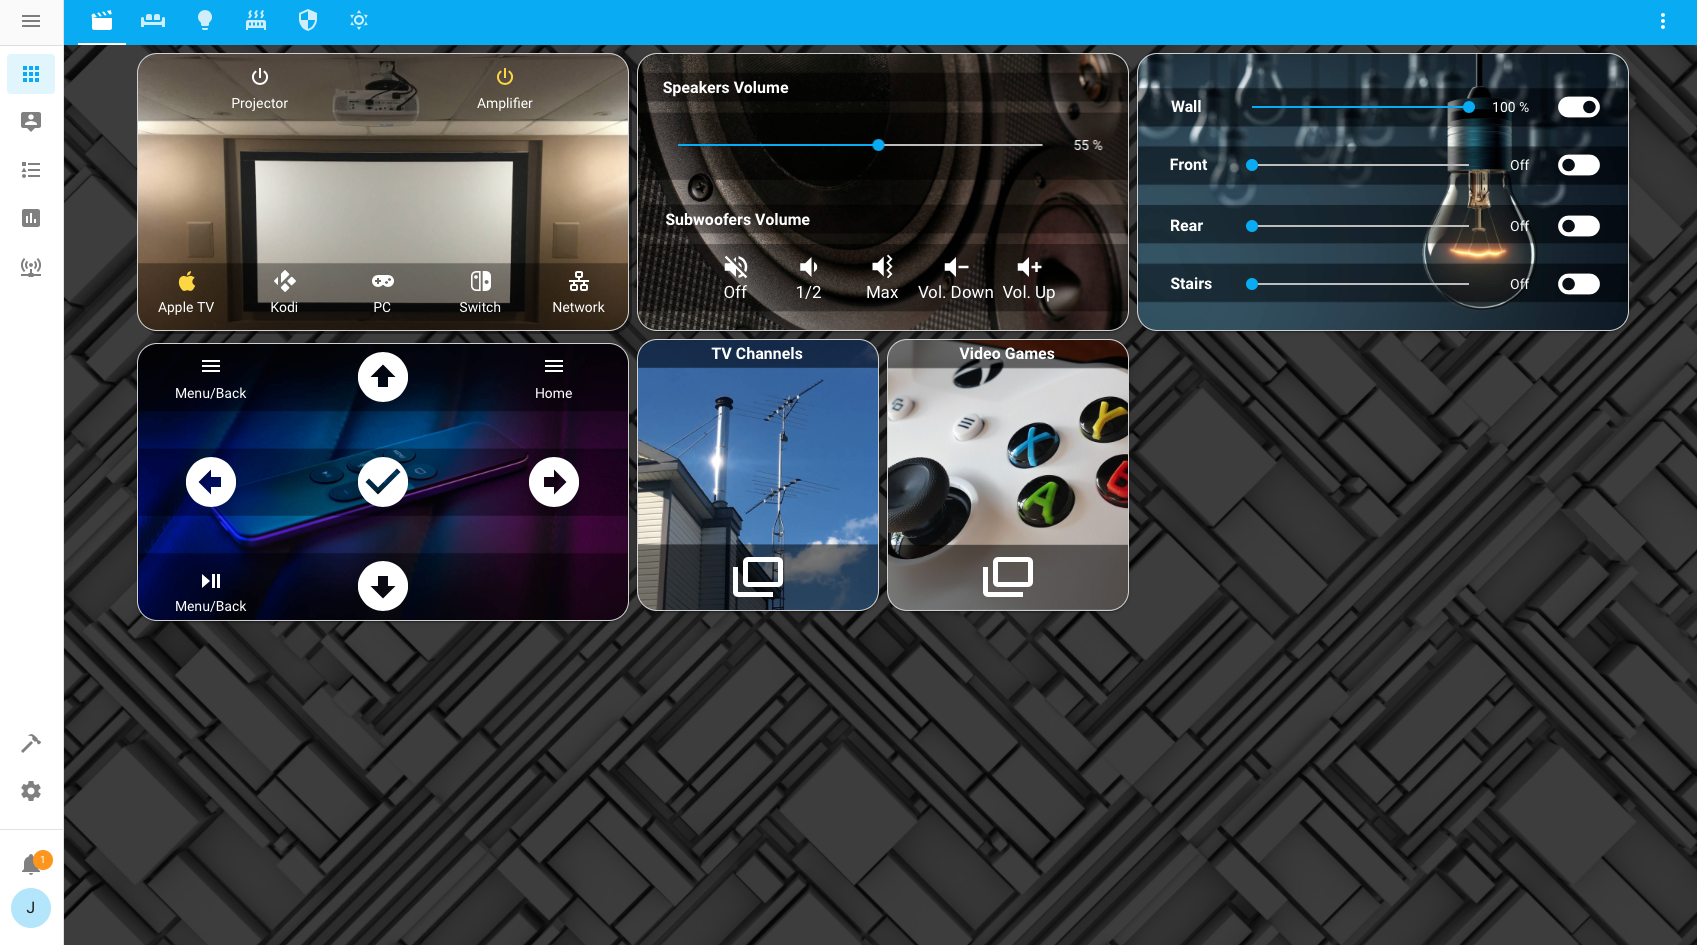 Projector
Amplifier
Apple TV
Kodi
PC
Switch
Network
Speakers Volume
55 %
Subwoofers Volume
Off
1/2
Max
Vol. Down
Vol. Up
Wall
100 %
Front
Off
Rear
Off
Stairs
Off
Menu/Back
Home
Menu/Back
TV Channels
Video Games
X
Y
A
B
1
J